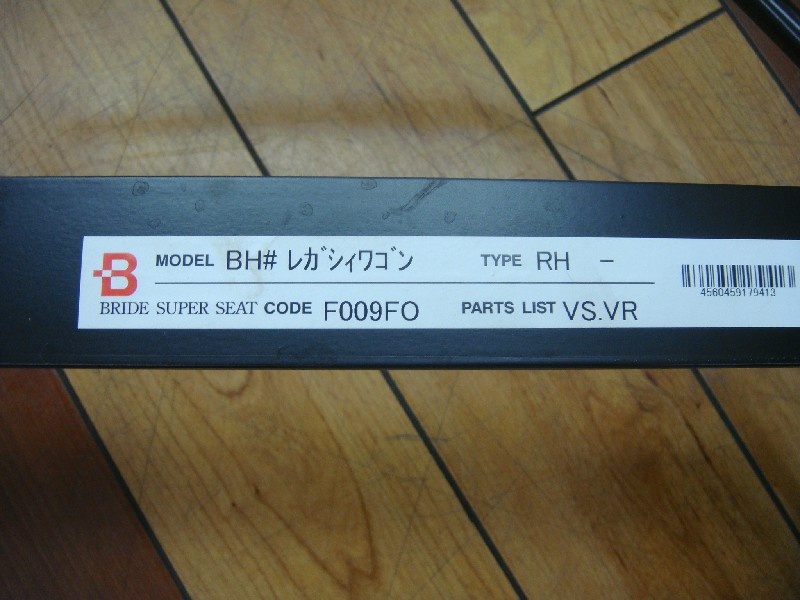 B MODEL BH# ﾚｶﾞｼｨﾜｺﾞﾝ TYPE RH -
BRIDE SUPER SEAT CODE F009FO PARTS LIST VS.VR
4560459179413